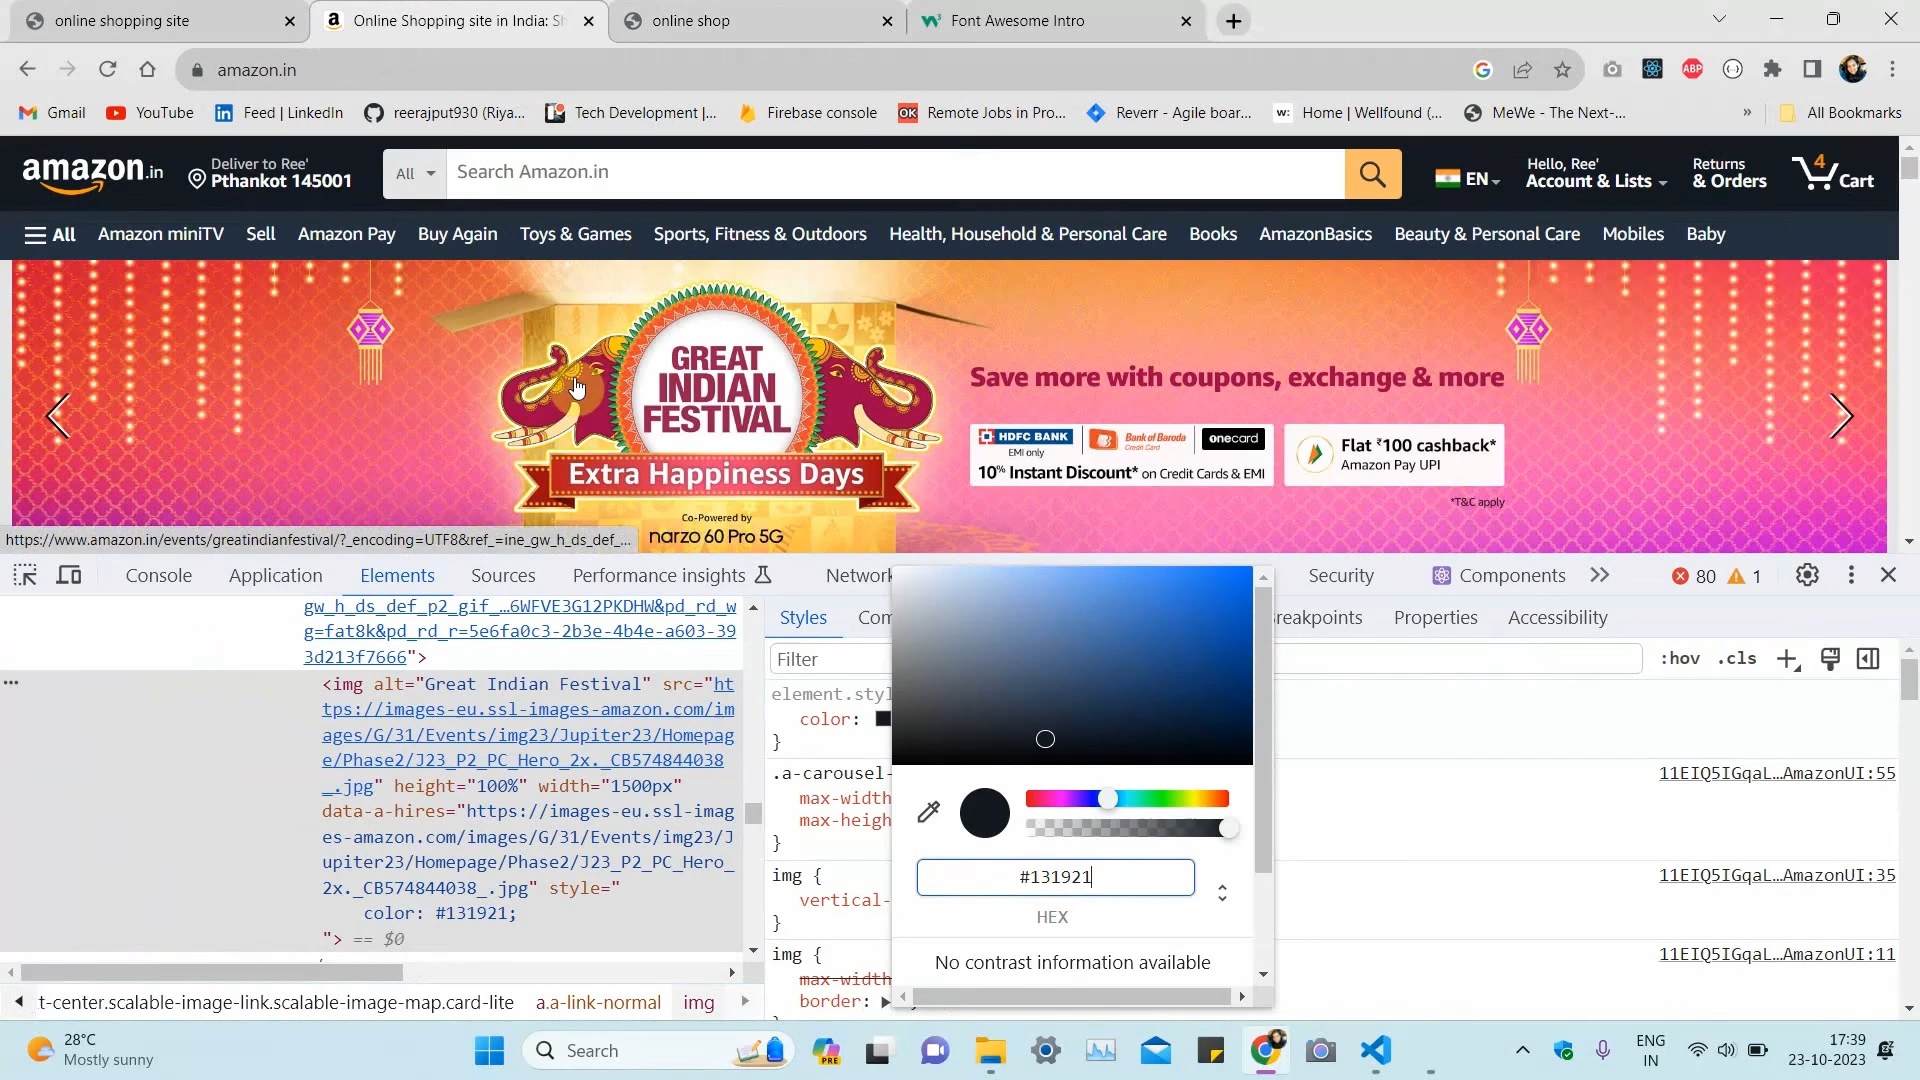 online shopping site
Online Shopping site in India: Sh
online shop
Font Awesome Intro
amazon.in
ABP
Gmail
YouTube
Feed | LinkedIn
reerajput930 (Riya...
Tech Development |...
Firebase console
OK
Remote Jobs in Pro...
Reverr - Agile boar...
w:
Home | Wellfound (...
MeWe - The Next-...
»
All Bookmarks
amazon.in
Deliver to Ree'
Pthankot 145001
All
Search Amazon.in
EN
Hello, Ree'
Account & Lists
Returns
& Orders
4
Cart
All
Amazon miniTV
Sell
Amazon Pay
Buy Again
Toys & Games
Sports, Fitness & Outdoors
Health, Household & Personal Care
Books
AmazonBasics
Beauty & Personal Care
Mobiles
Baby
GREAT
INDIAN
FESTIVAL
Extra Happiness Days
Co-Powered by
narzo 60 Pro 5G
Save more with coupons, exchange & more
HDFC BANK
EMI only
Bank of Baroda
Credit Card
onecard
10% Instant Discount* on Credit Cards & EMI
Flat ₹100 cashback*
Amazon Pay UPI
*T&C apply
https://www.amazon.in/events/greatindianfestival/?_encoding=UTF8&ref_=ine_gw_h_ds_def_...
Console
Application
Elements
Sources
Performance insights
Network
Security
Components
80
1
gw_h_ds_def_p2_gif_…6WFVE3G12PKDHW&pd_rd_w
g=fat8k&pd_rd_r=5e6fa0c3-2b3e-4b4e-a603-39
3d213f7666">
<img alt="Great Indian Festival" src="ht
tps://images-eu.ssl-images-amazon.com/im
ages/G/31/Events/img23/Jupiter23/Homepag
e/Phase2/J23_P2_PC_Hero_2x._CB574844038
_.jpg" height="100%" width="1500px"
data-a-hires="https://images-eu.ssl-imag
es-amazon.com/images/G/31/Events/img23/J
upiter23/Homepage/Phase2/J23_P2_PC_Hero_
2x._CB574844038_.jpg" style="
color: #131921;
"> == $0
t-center.scalable-image-link.scalable-image-map.card-lite
a.a-link-normal
img
Styles
Com
Breakpoints
Properties
Accessibility
Filter
:hov
.cls
element.styl
color:
}
.a-carousel-
11EIQ5IGqaL…AmazonUI:55
max-width
max-heigh
}
img {
11EIQ5IGqaL…AmazonUI:35
vertical-
}
img {
11EIQ5IGqaL…AmazonUI:11
max-width
border:
#131921
HEX
No contrast information available
28°C
Mostly sunny
Search
PRE
ENG
IN
17:39
23-10-2023